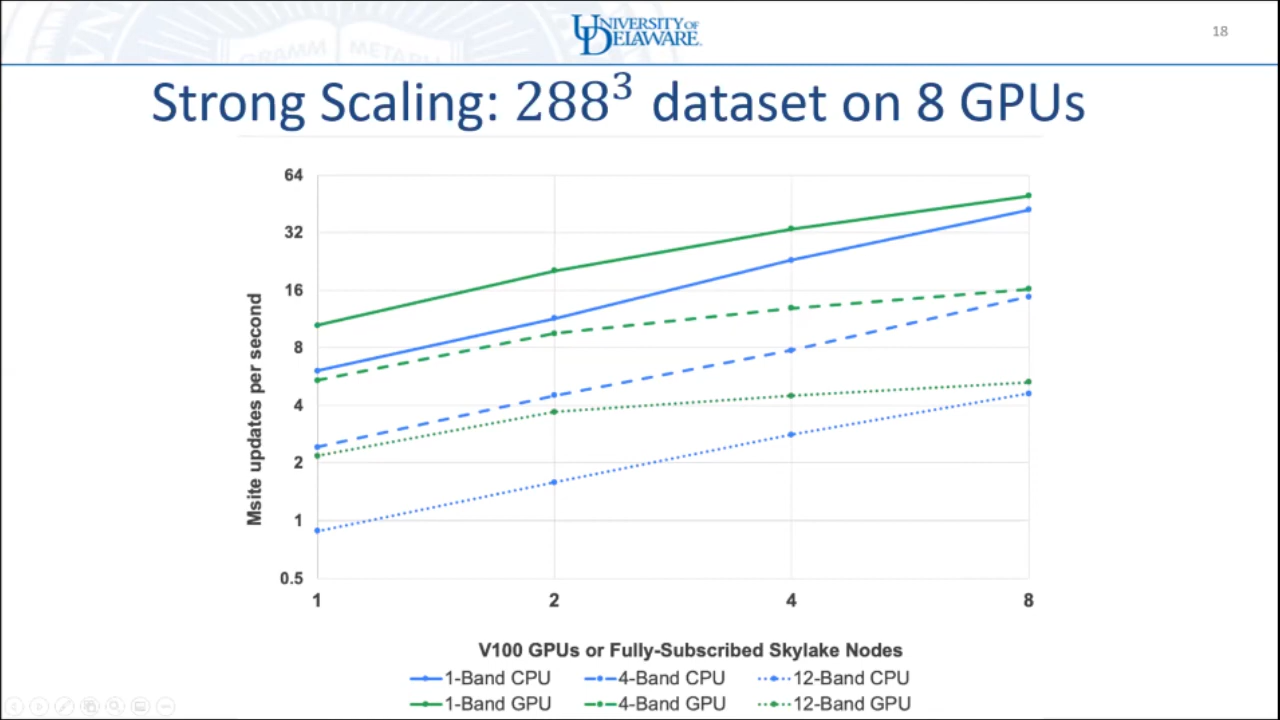 GRAMM METAPH
UNIVERSITY OF
DELAWARE.
18
Strong Scaling: 288³ dataset on 8 GPUs
64
32
16
8
4
2
1
0.5
Msite updates per second
1 2 4 8
V100 GPUs or Fully-Subscribed Skylake Nodes
1-Band CPU 4-Band CPU 12-Band CPU
1-Band GPU 4-Band GPU 12-Band GPU